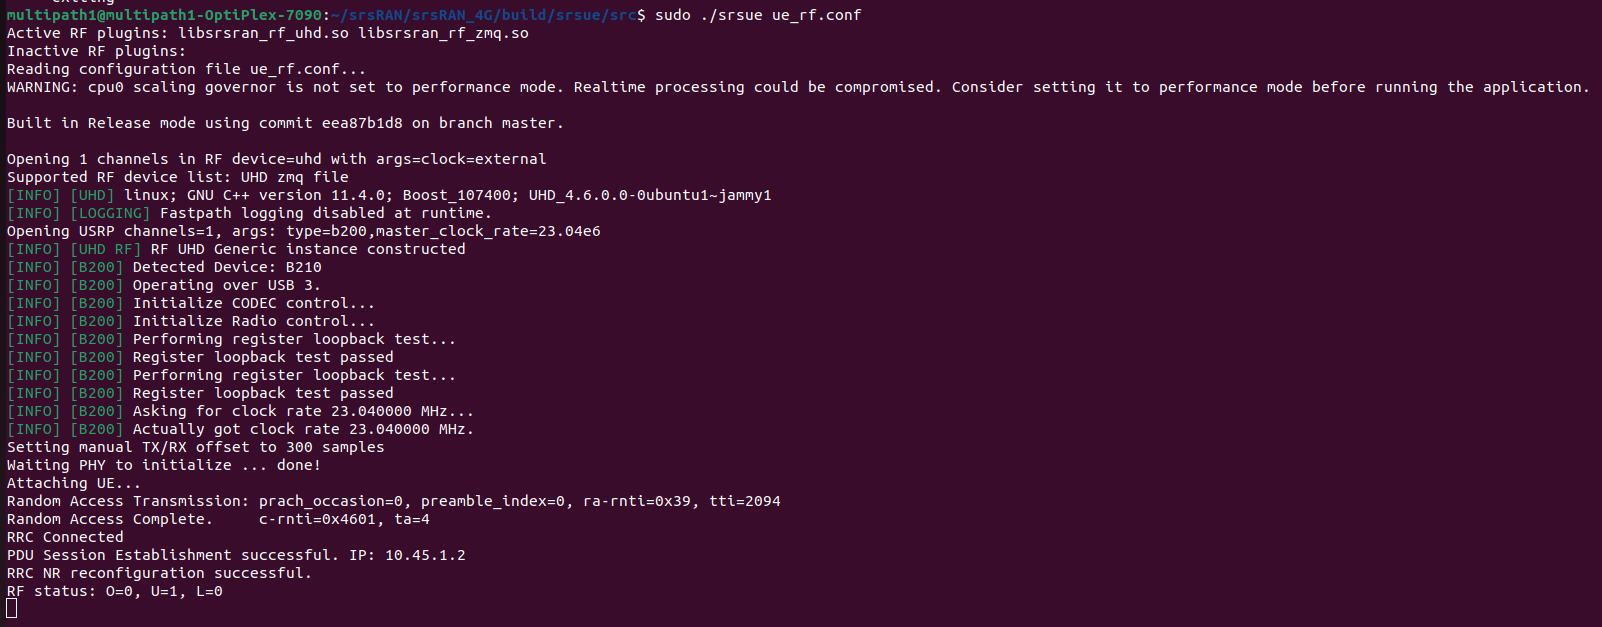 exiting
multipath1@multipath1-OptiPlex-7090:~/srsRAN/srsRAN_4G/build/srsue/src$ sudo ./srsue ue_rf.conf
Active RF plugins: libsrsran_rf_uhd.so libsrsran_rf_zmq.so
Inactive RF plugins:
Reading configuration file ue_rf.conf...
WARNING: cpu0 scaling governor is not set to performance mode. Realtime processing could be compromised. Consider setting it to performance mode before running the application.
Built in Release mode using commit eea87b1d8 on branch master.
Opening 1 channels in RF device=uhd with args=clock=external
Supported RF device list: UHD zmq file
[INFO] [UHD] linux; GNU C++ version 11.4.0; Boost_107400; UHD_4.6.0.0-0ubuntu1~jammy1
[INFO] [LOGGING] Fastpath logging disabled at runtime.
Opening USRP channels=1, args: type=b200,master_clock_rate=23.04e6
[INFO] [UHD RF] RF UHD Generic instance constructed
[INFO] [B200] Detected Device: B210
[INFO] [B200] Operating over USB 3.
[INFO] [B200] Initialize CODEC control...
[INFO] [B200] Initialize Radio control...
[INFO] [B200] Performing register loopback test...
[INFO] [B200] Register loopback test passed
[INFO] [B200] Performing register loopback test...
[INFO] [B200] Register loopback test passed
[INFO] [B200] Asking for clock rate 23.040000 MHz...
[INFO] [B200] Actually got clock rate 23.040000 MHz.
Setting manual TX/RX offset to 300 samples
Waiting PHY to initialize ... done!
Attaching UE...
Random Access Transmission: prach_occasion=0, preamble_index=0, ra-rnti=0x39, tti=2094
Random Access Complete.     c-rnti=0x4601, ta=4
RRC Connected
PDU Session Establishment successful. IP: 10.45.1.2
RRC NR reconfiguration successful.
RF status: O=0, U=1, L=0